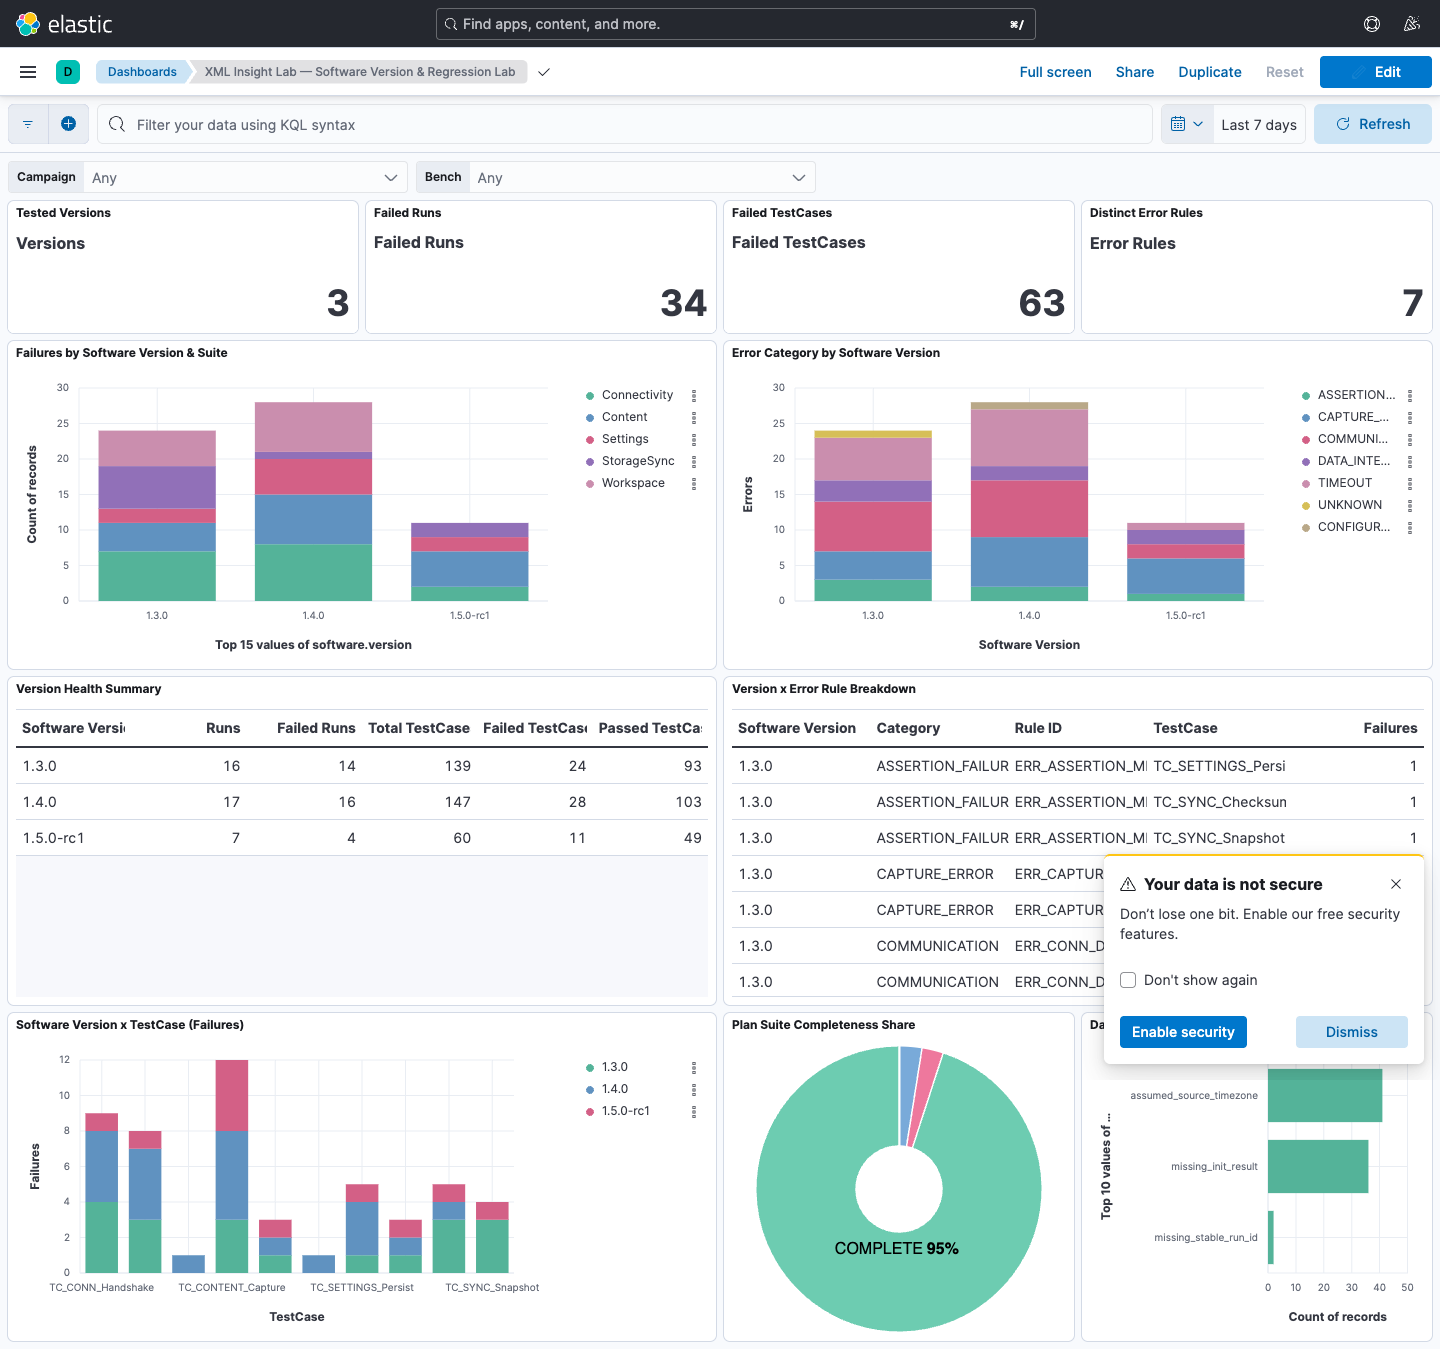 elastic
Find apps, content, and more.
⌘/
D
Dashboards
XML Insight Lab — Software Version & Regression Lab
Full screen
Share
Duplicate
Reset
Edit
Filter your data using KQL syntax
Last 7 days
Refresh
Campaign
Any
Bench
Any
Tested Versions
Versions
3
Failed Runs
Failed Runs
34
Failed TestCases
Failed TestCases
63
Distinct Error Rules
Error Rules
7
Failures by Software Version & Suite
Count of records
30
25
20
15
10
5
0
1.3.0
1.4.0
1.5.0-rc1
Top 15 values of software.version
Connectivity
Content
Settings
StorageSync
Workspace
Error Category by Software Version
Errors
30
25
20
15
10
5
0
1.3.0
1.4.0
1.5.0-rc1
Software Version
ASSERTION...
CAPTURE_...
COMMUNI...
DATA_INTE...
TIMEOUT
UNKNOWN
CONFIGUR...
Version Health Summary
Software Versi Runs Failed Runs Total TestCase Failed TestCase Passed TestCa
1.3.0 16 14 139 24 93
1.4.0 17 16 147 28 103
1.5.0-rc1 7 4 60 11 49
Version x Error Rule Breakdown
Software Version Category Rule ID TestCase Failures
1.3.0 ASSERTION_FAILUR ERR_ASSERTION_MI TC_SETTINGS_Persi 1
1.3.0 ASSERTION_FAILUR ERR_ASSERTION_MI TC_SYNC_Checksum 1
1.3.0 ASSERTION_FAILUR ERR_ASSERTION_MI TC_SYNC_Snapshot 1
1.3.0 CAPTURE_ERROR ERR_CAPTUR
1.3.0 CAPTURE_ERROR ERR_CAPTUR
1.3.0 COMMUNICATION ERR_CONN_D
1.3.0 COMMUNICATION ERR_CONN_D
Your data is not secure
Don’t lose one bit. Enable our free security
features.
Don't show again
Enable security
Dismiss
Software Version x TestCase (Failures)
Failures
12
10
8
6
4
2
0
TC_CONN_Handshake
TC_CONTENT_Capture
TC_SETTINGS_Persist
TC_SYNC_Snapshot
TestCase
1.3.0
1.4.0
1.5.0-rc1
Plan Suite Completeness Share
COMPLETE 95%
Da
Top 10 values of ...
assumed_source_timezone
missing_init_result
missing_stable_run_id
0
10
20
30
40
50
Count of records